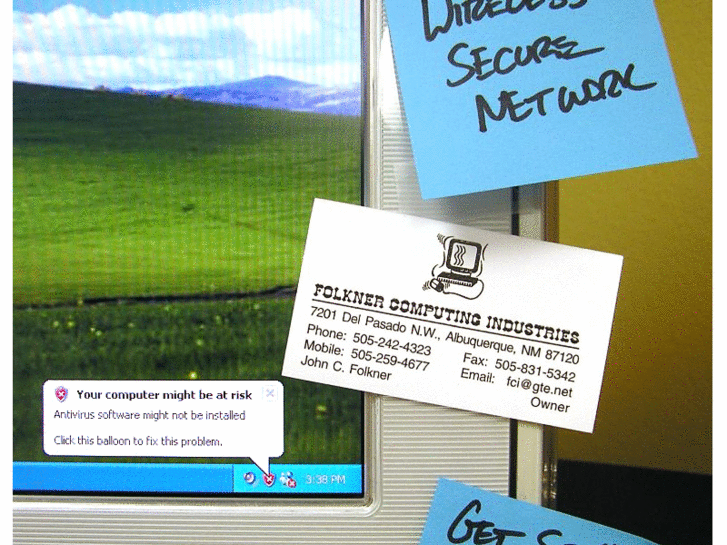 WIRELESS
SECURE
NETWORK
FOLKNER COMPUTING INDUSTRIES
7201 Del Pasado N.W., Albuquerque, NM 87120
Phone: 505-242-4323 Fax: 505-831-5342
Mobile: 505-259-4677 Email: fci@gte.net
John C. Folkner Owner
Your computer might be at risk
Antivirus software might not be installed
Click this balloon to fix this problem.
3:38 PM
GET